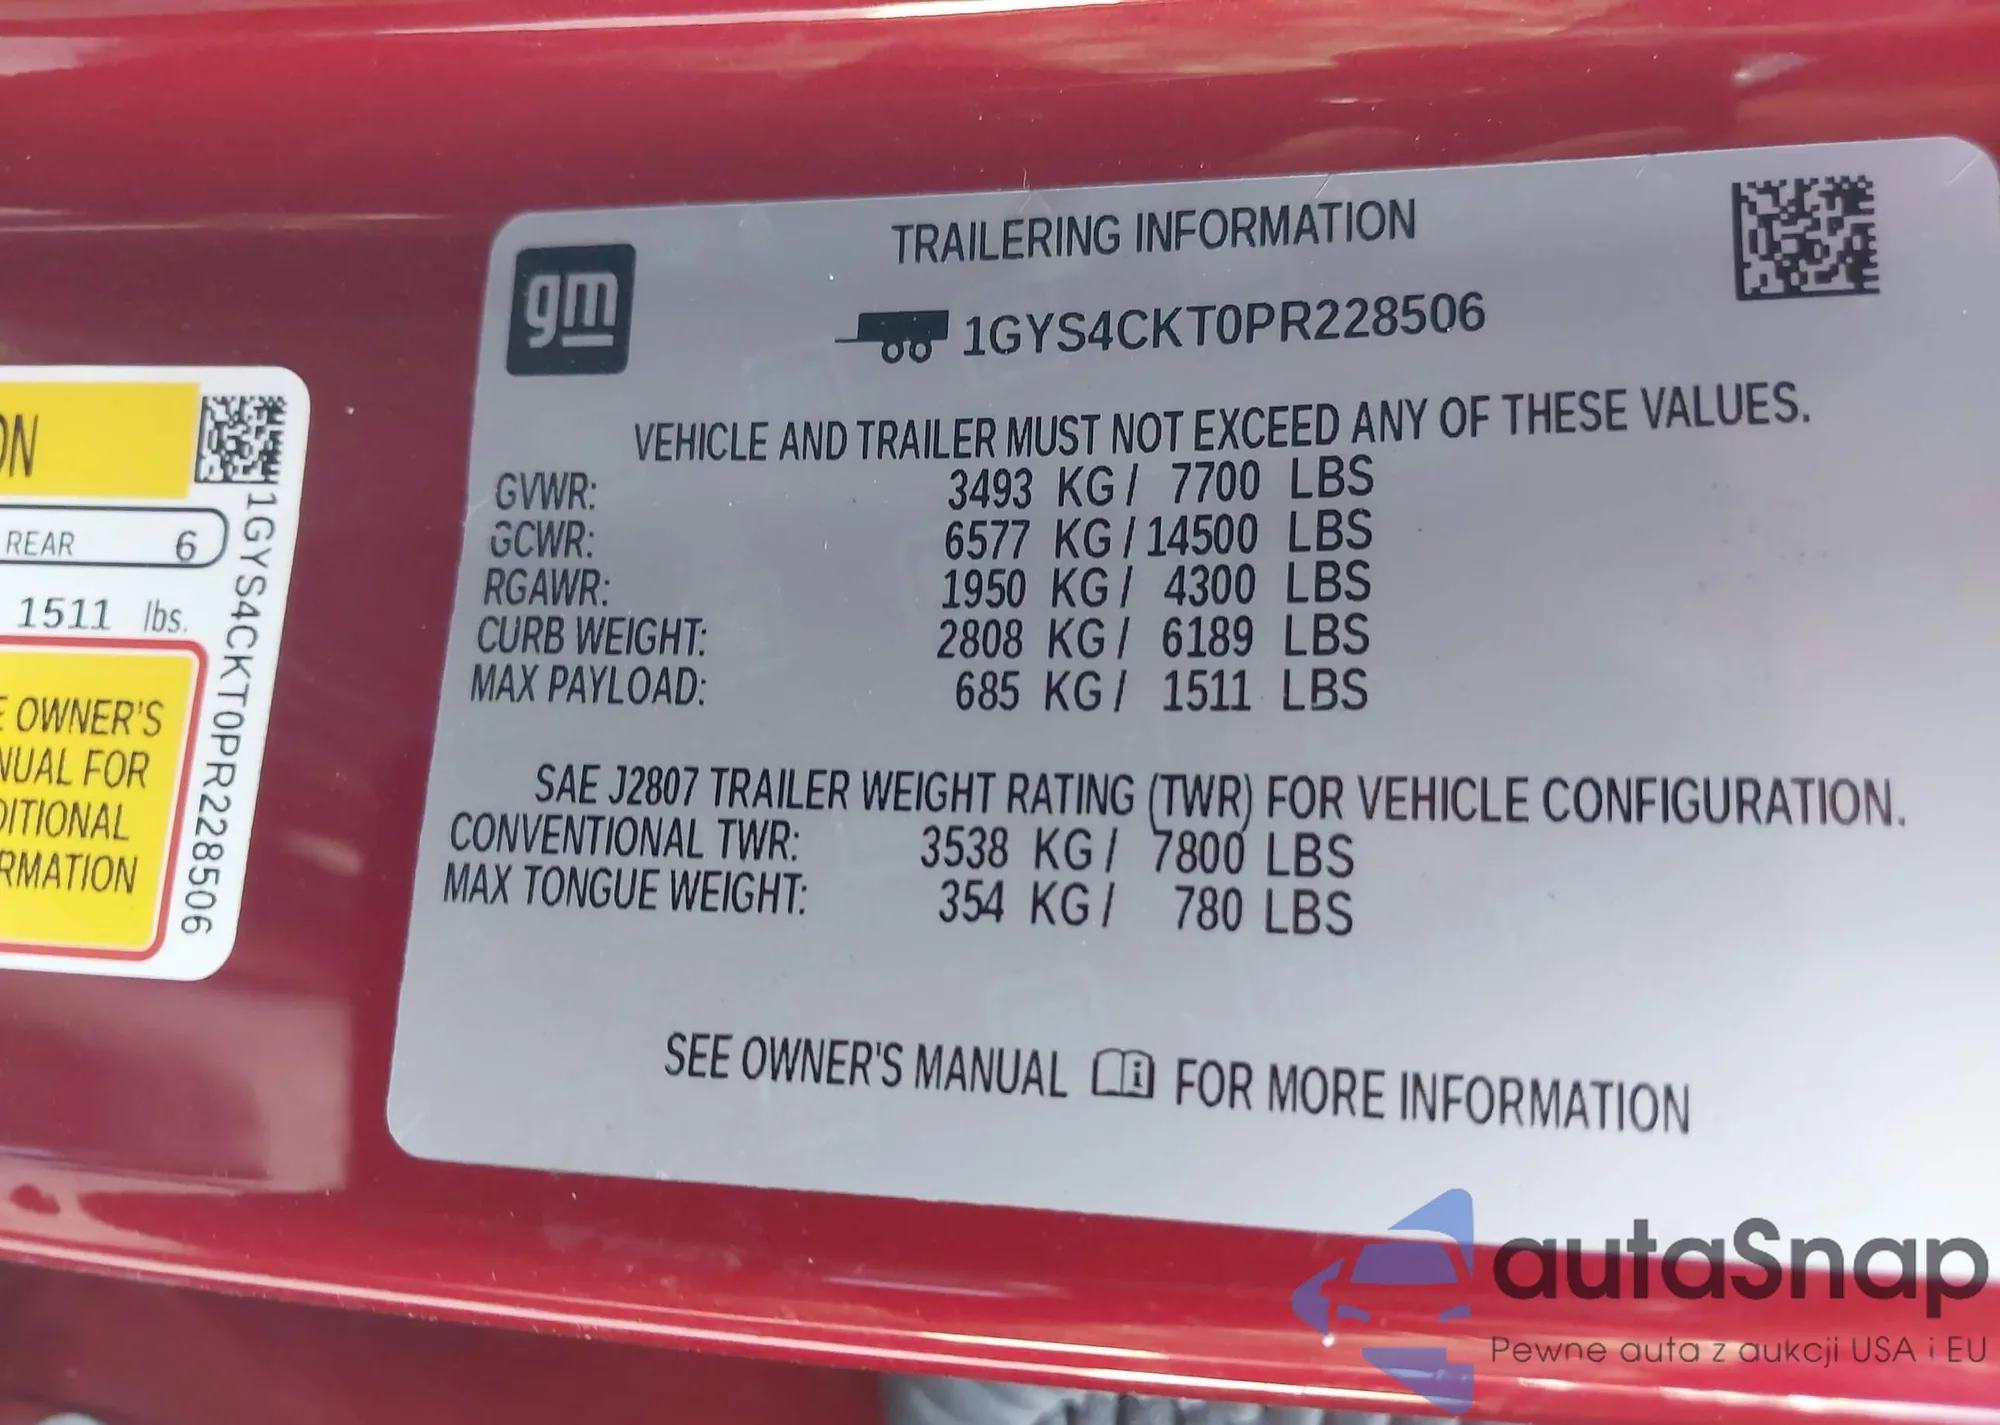 ON
REAR 6
1511 lbs.
OWNER'S
FOR
1GYS4CKT0PR228506
gm
TRAILERING INFORMATION
1GYS4CKT0PR228506
VEHICLE AND TRAILER MUST NOT EXCEED ANY OF THESE VALUES.
GVWR: 3493 KG / 7700 LBS
GCWR: 6577 KG / 14500 LBS
RGAWR: 1950 KG / 4300 LBS
CURB WEIGHT: 2808 KG / 6189 LBS
MAX PAYLOAD: 685 KG / 1511 LBS
SAE J2807 TRAILER WEIGHT RATING (TWR) FOR VEHICLE CONFIGURATION.
CONVENTIONAL TWR: 3538 KG / 7800 LBS
MAX TONGUE WEIGHT: 354 KG / 780 LBS
SEE OWNER'S MANUAL i FOR MORE INFORMATION
autaSnap
Pewne auta z aukcji USA i EU